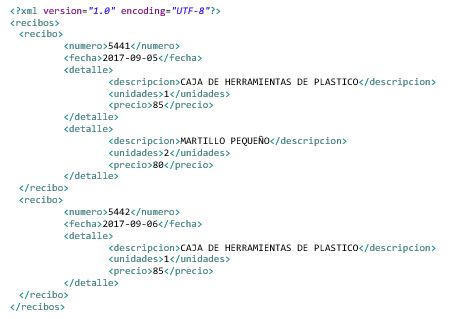 <?xml version="1.0" encoding="UTF-8"?>
<recibos>
<recibo>
<numero>5441</numero>
<fecha>2017-09-05</fecha>
<detalle>
<descripcion>CAJA DE HERRAMIENTAS DE PLASTICO</descripcion>
<unidades>1</unidades>
<precio>85</precio>
</detalle>
<detalle>
<descripcion>MARTILLO PEQUEÑO</descripcion>
<unidades>2</unidades>
<precio>80</precio>
</detalle>
</recibo>
<recibo>
<numero>5442</numero>
<fecha>2017-09-06</fecha>
<detalle>
<descripcion>CAJA DE HERRAMIENTAS DE PLASTICO</descripcion>
<unidades>1</unidades>
<precio>85</precio>
</detalle>
</recibo>
</recibos>